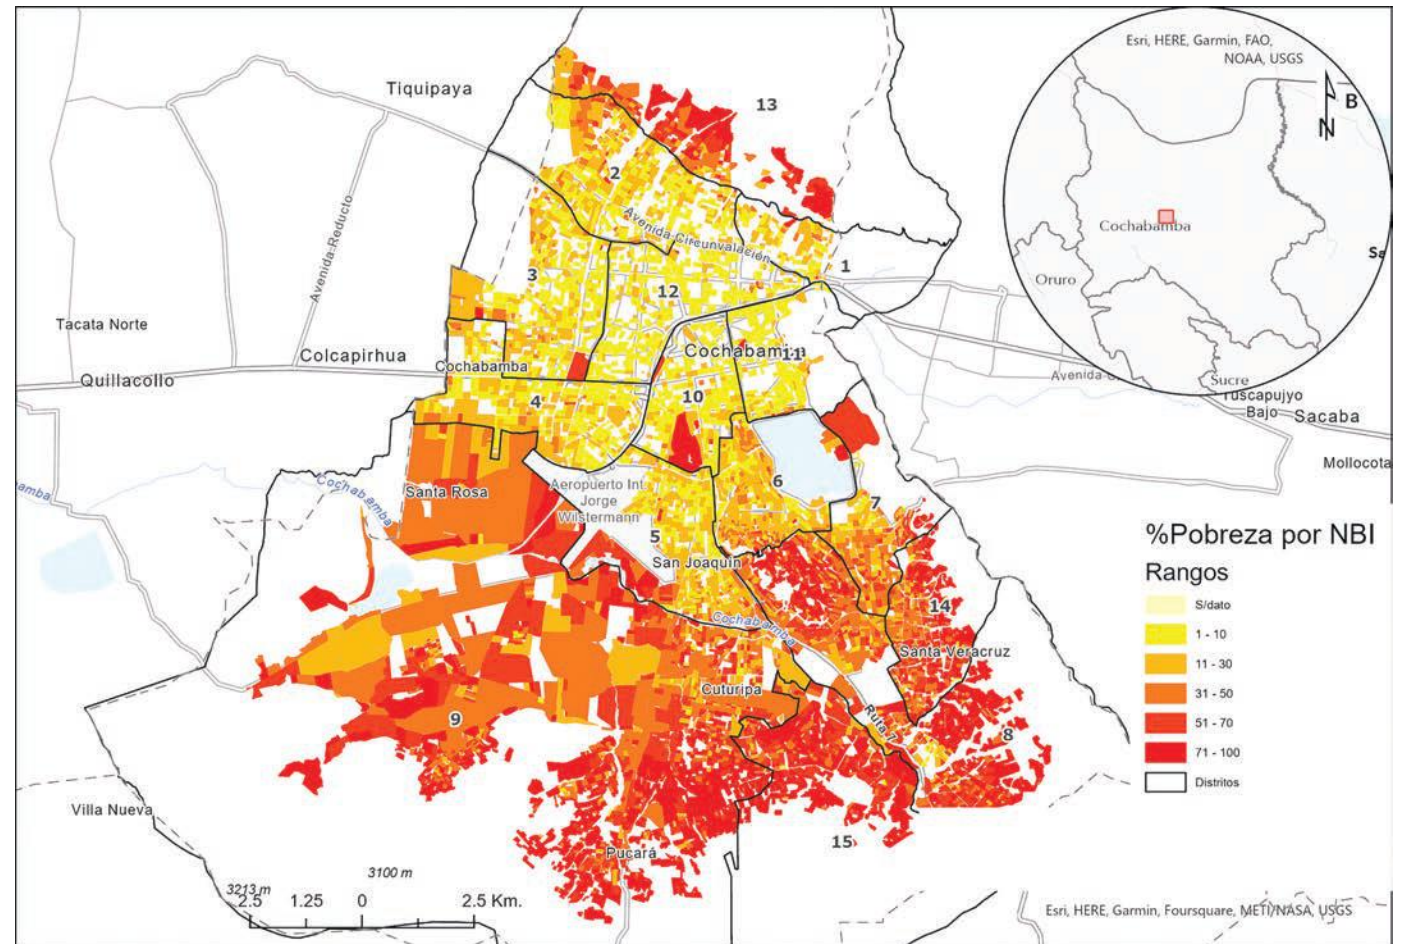 Tiquipaya
13
2
Avenida-Reducto
Avenida-Circunvalación
1
3
12
Tacata Norte
Colcapirhua
Cochabamba
11
Quillacollo
Cochabamba
4
10
Santa Rosa
Cochabamba
Aeropuerto Int.
Jorge
Wilstermann
6
7
5
San Joaquín
Cochabamba
14
Santa Veracruz
Cuturipa
9
Ruta-7
8
Villa Nueva
15
Pucará
3213 m
3100 m
2.5 1.25 0 2.5 Km.
Esri, HERE, Garmin, FAO,
NOAA, USGS
B
N
Cochabamba
Oruro
Sucre
Tuscapujyo
Bajo
Sacaba
Mollocota
%Pobreza por NBI
Rangos
S/dato
1 - 10
11 - 30
31 - 50
51 - 70
71 - 100
Distritos
Esri, HERE, Garmin, Foursquare, METI/NASA, USGS